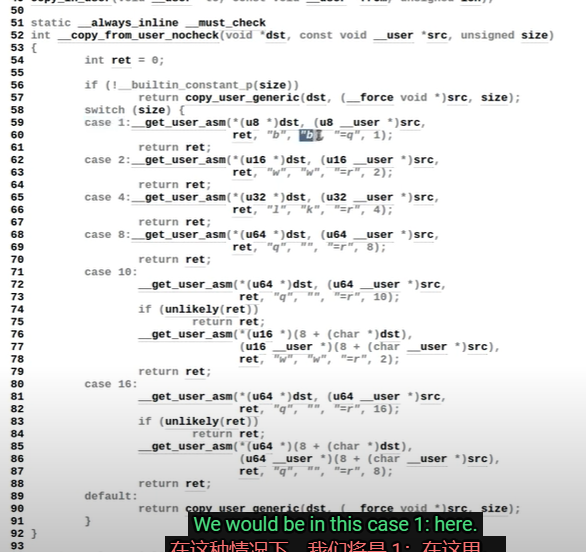 50
51 static __always_inline __must_check
52 int __copy_from_user_nocheck(void *dst, const void __user *src, unsigned size)
53 {
54 int ret = 0;
55
56 if (!__builtin_constant_p(size))
57 return copy_user_generic(dst, (__force void *)src, size);
58 switch (size) {
59 case 1:__get_user_asm(*(u8 *)dst, (u8 __user *)src,
60 ret, "b", "b", "=q", 1);
61 return ret;
62 case 2:__get_user_asm(*(u16 *)dst, (u16 __user *)src,
63 ret, "w", "w", "=r", 2);
64 return ret;
65 case 4:__get_user_asm(*(u32 *)dst, (u32 __user *)src,
66 ret, "l", "k", "=r", 4);
67 return ret;
68 case 8:__get_user_asm(*(u64 *)dst, (u64 __user *)src,
69 ret, "q", "", "=r", 8);
70 return ret;
71 case 10:
72 __get_user_asm(*(u64 *)dst, (u64 __user *)src,
73 ret, "q", "", "=r", 10);
74 if (unlikely(ret))
75 return ret;
76 __get_user_asm(*(u16 *)(8 + (char *)dst),
77 (u16 __user *)(8 + (char __user *)src),
78 ret, "w", "w", "=r", 2);
79 return ret;
80 case 16:
81 __get_user_asm(*(u64 *)dst, (u64 __user *)src,
82 ret, "q", "", "=r", 16);
83 if (unlikely(ret))
84 return ret;
85 __get_user_asm(*(u64 *)(8 + (char *)dst),
86 (u64 __user *)(8 + (char __user *)src),
87 ret, "q", "", "=r", 8);
88 return ret;
89 default:
90 return copy_user_generic(dst, (__force void *)src, size);
91 }
92 }
93
We would be in this case 1: here.
在这种情况下，我们将是 1：在这里